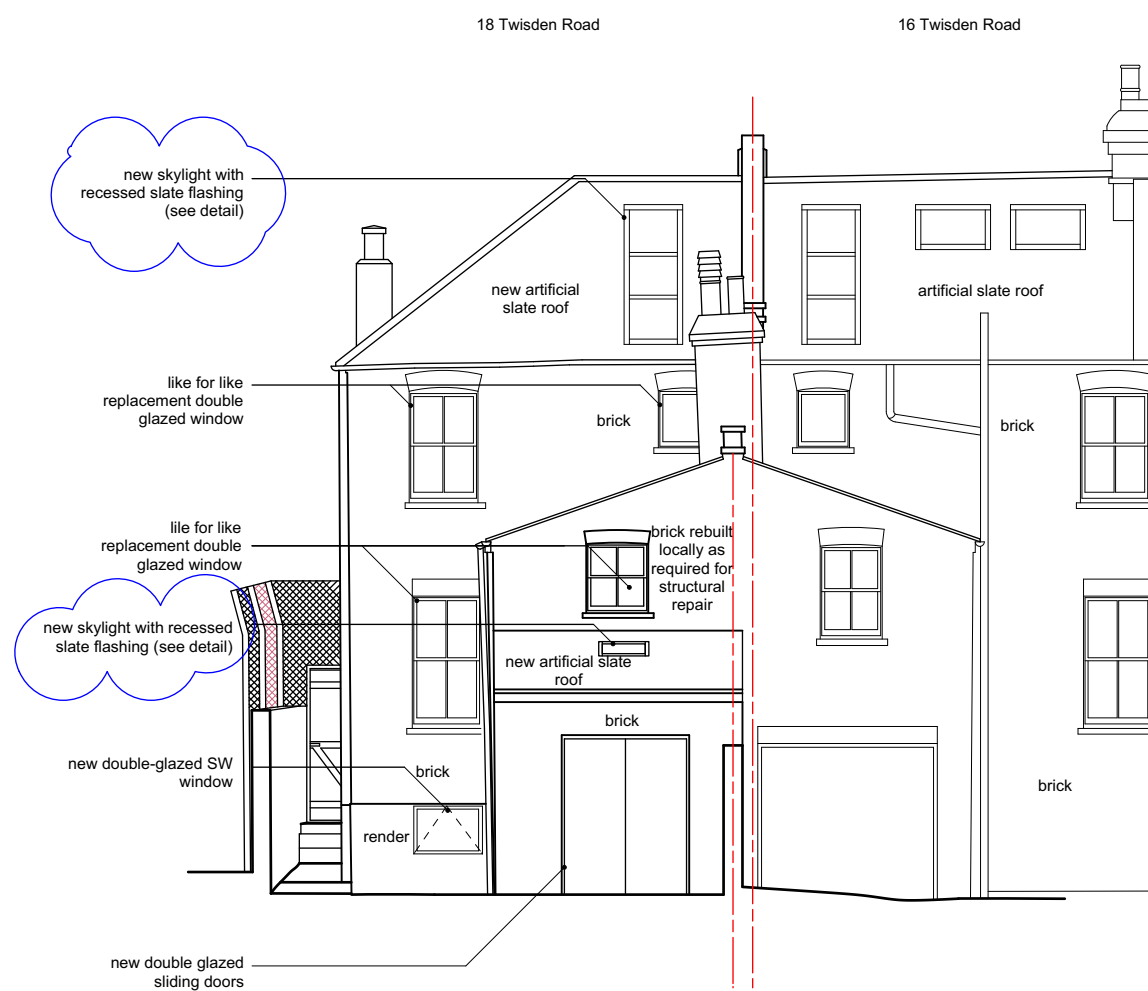 18 Twisden Road
16 Twisden Road
new skylight with
recessed slate flashing
(see detail)
new artificial
slate roof
artificial slate roof
like for like
replacement double
glazed window
brick
brick
lile for like
replacement double
glazed window
brick rebuilt
locally as
required for
structural
repair
new skylight with recessed
slate flashing (see detail)
new artificial slate
roof
brick
new double-glazed SW
window
brick
brick
render
new double glazed
sliding doors